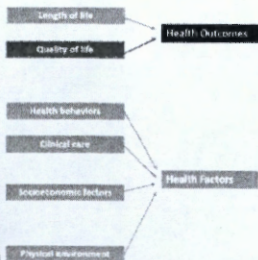 Length of life
Quality of life
Health Outcomes
Health behaviors
Clinical care
Socioeconomic factors
Health Factors
Physical environment